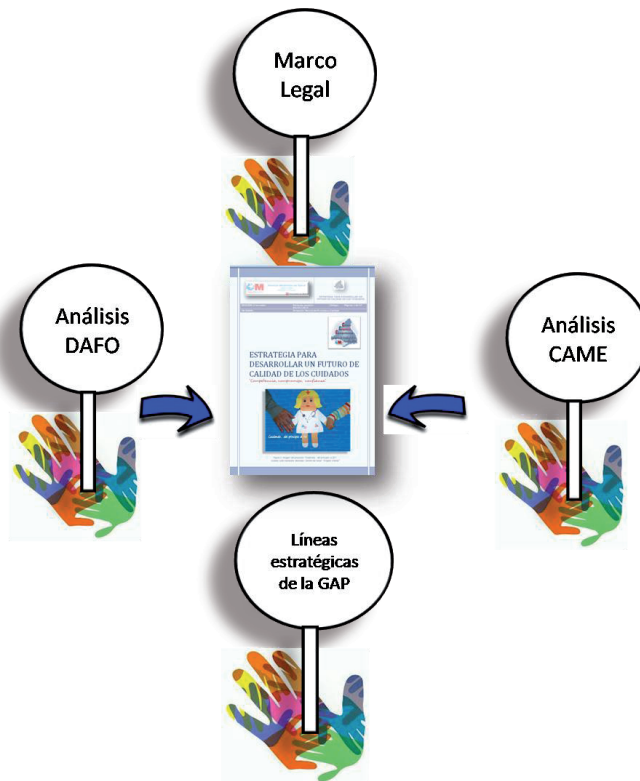 Marco
Legal
Análisis
DAFO
Análisis
CAME
ESTRATEGIA PARA
DESARROLLAR UN FUTURO DE
CALIDAD DE LOS CUIDADOS
Líneas
estratégicas
de la GAP